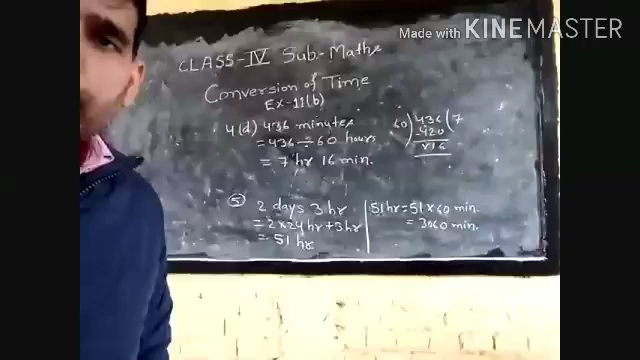 Made with KINEMASTER
CLASS-IV Sub.- Maths
Conversion of Time
Ex-11(b)
4(d) 436 minutes
= 436 ÷ 60 hours
= 7 hr 16 min.
60) 436 (7
420
×16
⑤ 2 days 3 hr
= 2×24 hr + 3 hr
= 51 hr
51 hr = 51 × 60 min.
= 3060 min.